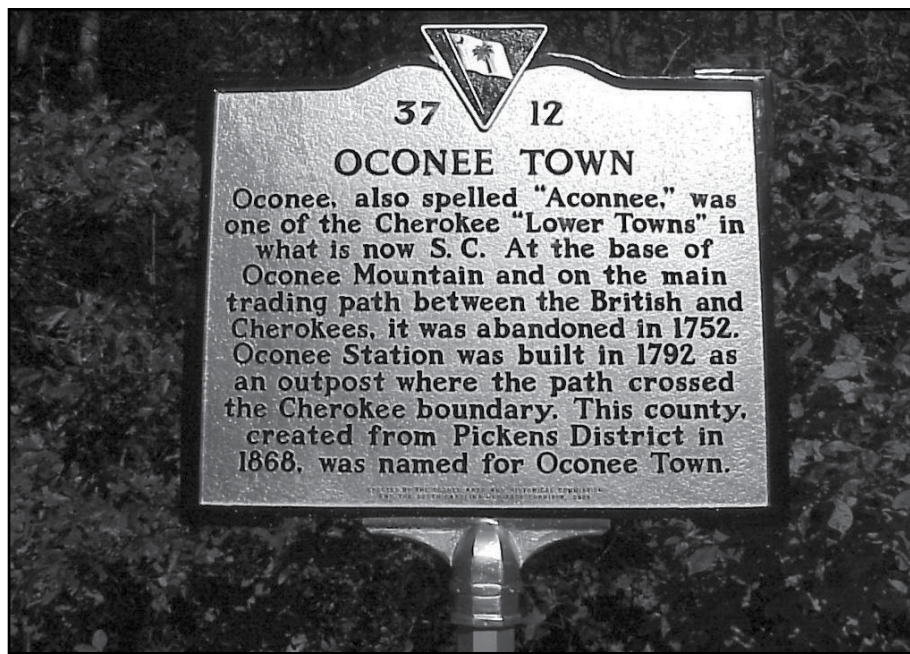 37 12
OCONEE TOWN
Oconee, also spelled "Aconnee," was
one of the Cherokee "Lower Towns" in
what is now S. C. At the base of
Oconee Mountain and on the main
trading path between the British and
Cherokees, it was abandoned in 1752.
Oconee Station was built in 1792 as
an outpost where the path crossed
the Cherokee boundary. This county,
created from Pickens District in
1868, was named for Oconee Town.